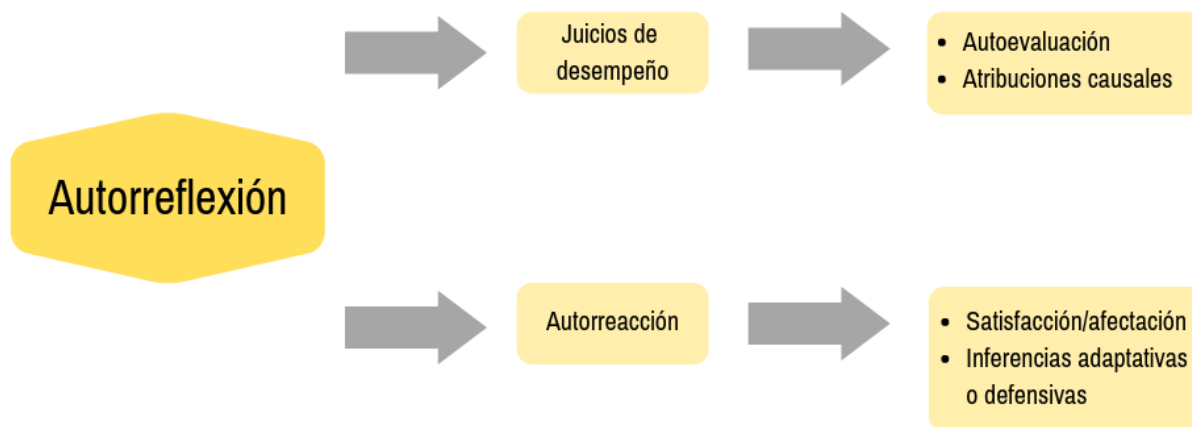 Autorreflexión
Juicios de
desempeño
• Autoevaluación
• Atribuciones causales
Autorreacción
• Satisfacción/afectación
• Inferencias adaptativas
o defensivas